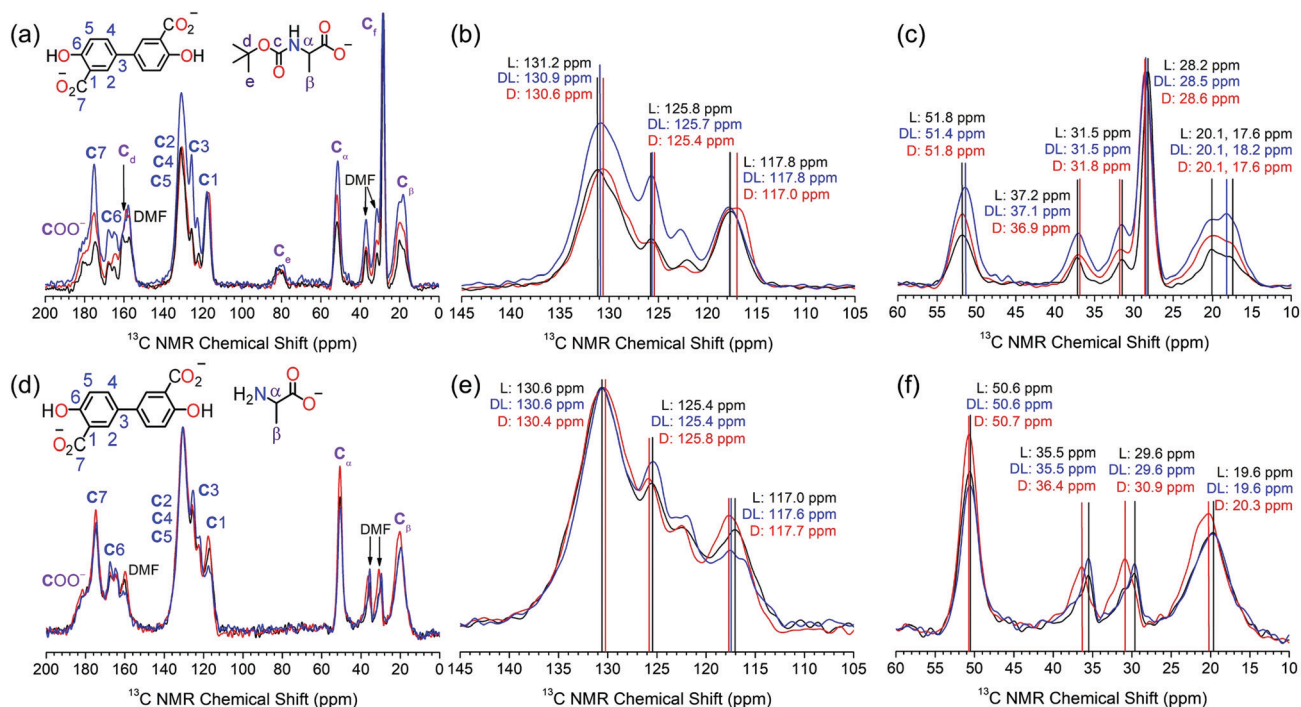 (a)
5
4
6
HO
3
1
2
O₂C⁻
7
CO₂⁻
OH
d
O
c
H
N
α
O
O⁻
e
O
β
C7
C_d
C2
C4
C5
C3
C1
COO⁻
C6
DMF
C_e
C_α
DMF
C_f
C_β
200 180 160 140 120 100 80 60 40 20 0
¹³C NMR Chemical Shift (ppm)
(b)
L: 131.2 ppm
DL: 130.9 ppm
D: 130.6 ppm
L: 125.8 ppm
DL: 125.7 ppm
D: 125.4 ppm
L: 117.8 ppm
DL: 117.8 ppm
D: 117.0 ppm
145 140 135 130 125 120 115 110 105
¹³C NMR Chemical Shift (ppm)
(c)
L: 51.8 ppm
DL: 51.4 ppm
D: 51.8 ppm
L: 37.2 ppm
DL: 37.1 ppm
D: 36.9 ppm
L: 31.5 ppm
DL: 31.5 ppm
D: 31.8 ppm
L: 28.2 ppm
DL: 28.5 ppm
D: 28.6 ppm
L: 20.1, 17.6 ppm
DL: 20.1, 18.2 ppm
D: 20.1, 17.6 ppm
60 55 50 45 40 35 30 25 20 15 10
¹³C NMR Chemical Shift (ppm)
(d)
5
4
6
HO
3
1
2
O₂C⁻
7
CO₂⁻
OH
H₂N
α
O
O⁻
β
C7
C2
C4
C5
C3
C1
COO⁻
C6
DMF
C_α
DMF
C_β
200 180 160 140 120 100 80 60 40 20 0
¹³C NMR Chemical Shift (ppm)
(e)
L: 130.6 ppm
DL: 130.6 ppm
D: 130.4 ppm
L: 125.4 ppm
DL: 125.4 ppm
D: 125.8 ppm
L: 117.0 ppm
DL: 117.6 ppm
D: 117.7 ppm
145 140 135 130 125 120 115 110 105
¹³C NMR Chemical Shift (ppm)
(f)
L: 50.6 ppm
DL: 50.6 ppm
D: 50.7 ppm
L: 35.5 ppm
DL: 35.5 ppm
D: 36.4 ppm
L: 29.6 ppm
DL: 29.6 ppm
D: 30.9 ppm
L: 19.6 ppm
DL: 19.6 ppm
D: 20.3 ppm
60 55 50 45 40 35 30 25 20 15 10
¹³C NMR Chemical Shift (ppm)